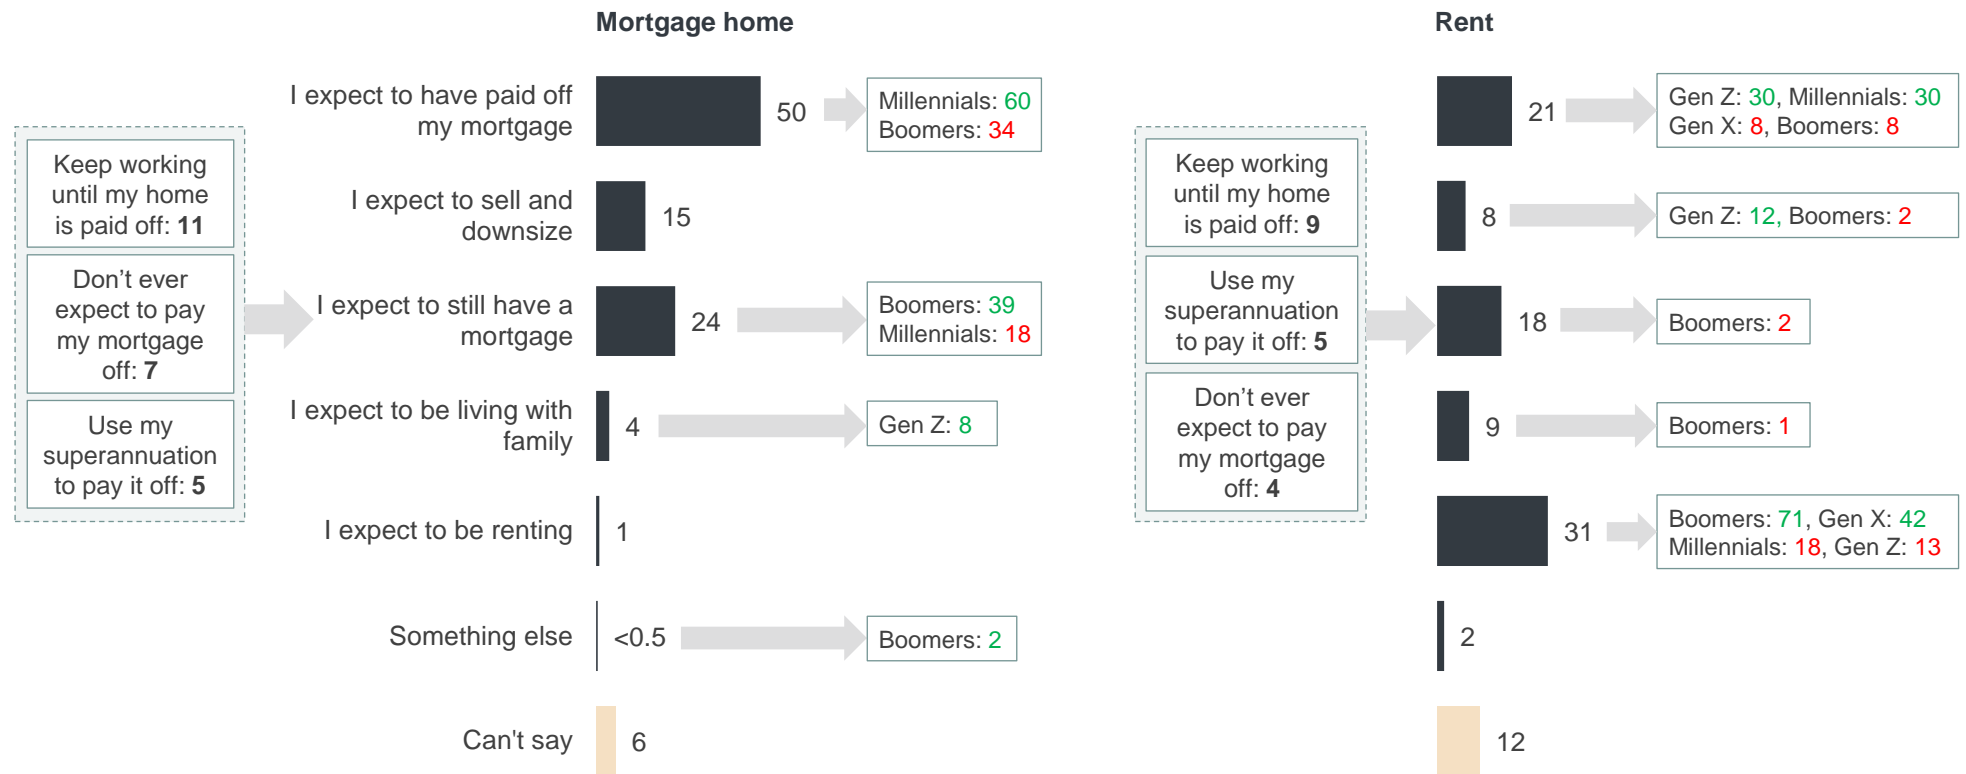 Mortgage home
Rent
Keep working
until my home
is paid off: 11
Don’t ever
expect to pay
my mortgage
off: 7
Use my
superannuation
to pay it off: 5
I expect to have paid off
my mortgage
50
Millennials: 60
Boomers: 34
I expect to sell and
downsize
15
I expect to still have a
mortgage
24
Boomers: 39
Millennials: 18
I expect to be living with
family
4
Gen Z: 8
I expect to be renting
1
Something else
<0.5
Boomers: 2
Can't say
6
Keep working
until my home
is paid off: 9
Use my
superannuation
to pay it off: 5
Don’t ever
expect to pay
my mortgage
off: 4
21
Gen Z: 30, Millennials: 30
Gen X: 8, Boomers: 8
8
Gen Z: 12, Boomers: 2
18
Boomers: 2
9
Boomers: 1
31
Boomers: 71, Gen X: 42
Millennials: 18, Gen Z: 13
2
12